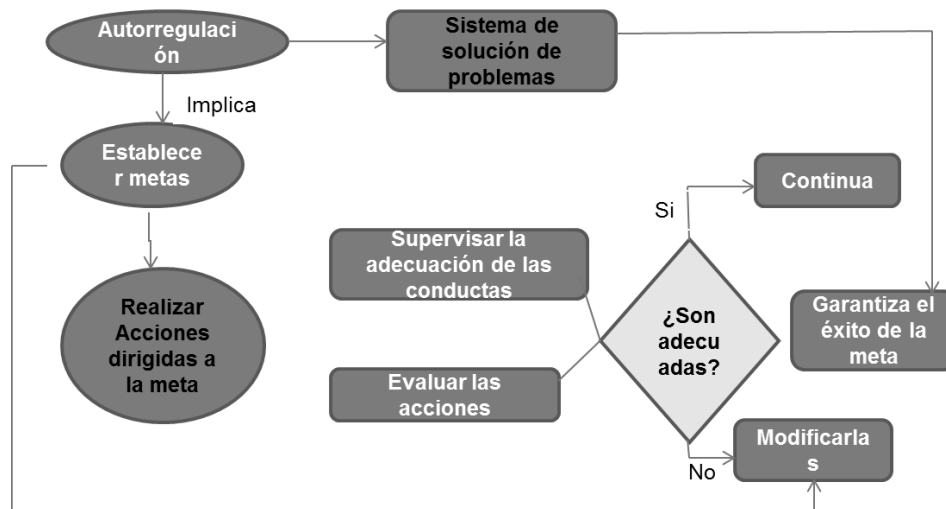 Autorregulaci
ón
Sistema de
solución de
problemas
Implica
Establece
r metas
Continua
Si
Supervisar la
adecuación de las
conductas
Realizar
Acciones
dirigidas a
la meta
¿Son
adecu
adas?
Garantiza el
éxito de la
meta
Evaluar las
acciones
No
Modificarla
s